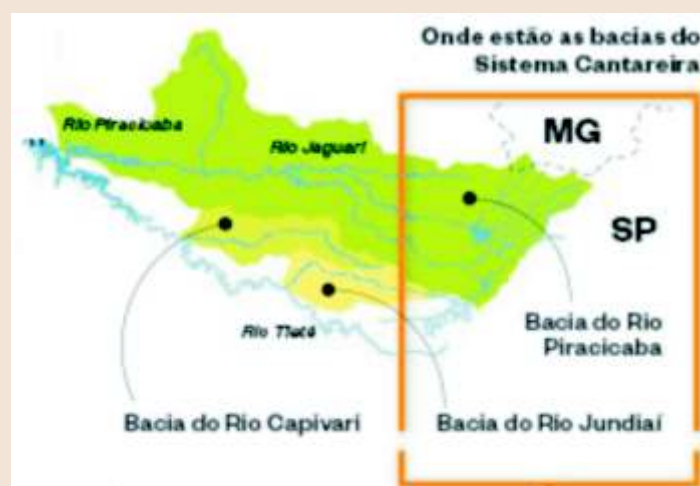 Onde estão as bacias do
Sistema Cantareira
MG
Rio Piracicaba
Rio Jaguari
SP
Rio Tietê
Bacia do Rio
Piracicaba
Bacia do Rio Capivari
Bacia do Rio Jundiaí